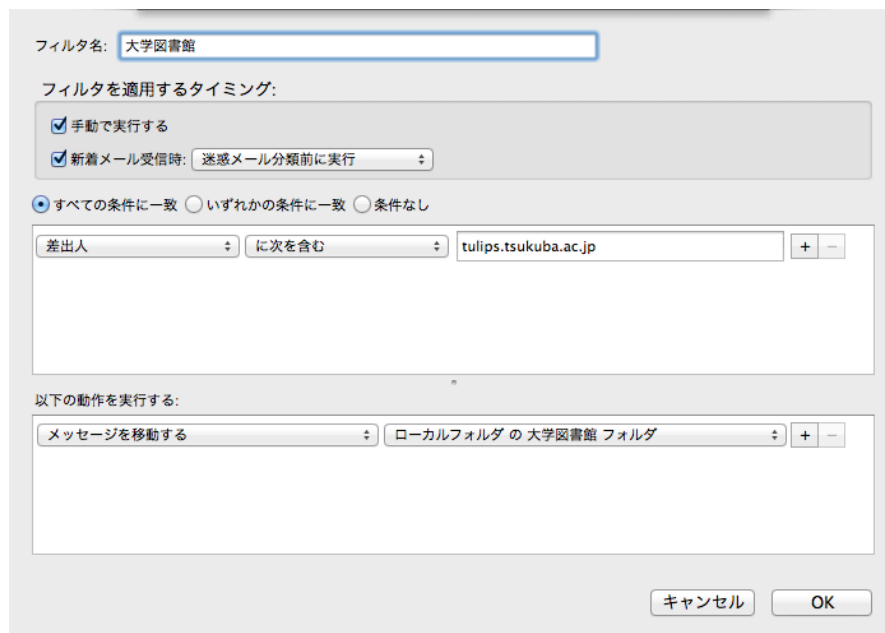 フィルタ名: 大学図書館
フィルタを適用するタイミング:
手動で実行する
新着メール受信時: 迷惑メール分類前に実行
すべての条件に一致 いずれかの条件に一致 条件なし
差出人 に次を含む tulips.tsukuba.ac.jp + −
以下の動作を実行する:
メッセージを移動する ローカルフォルダ の 大学図書館 フォルダ + −
キャンセル OK